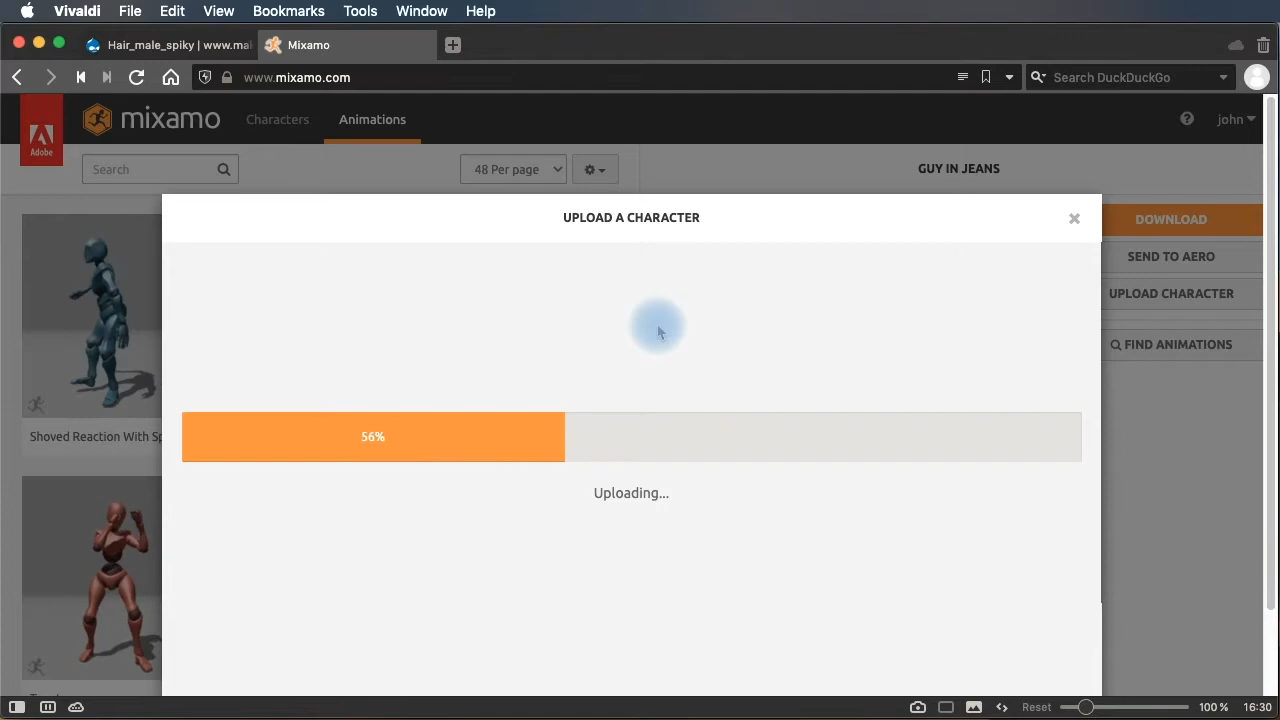 Vivaldi File Edit View Bookmarks Tools Window Help
Hair_male_spiky | www.ma Mixamo
www.mixamo.com Search DuckDuckGo
Adobe mixamo Characters Animations john
Search 48 Per page GUY IN JEANS
UPLOAD A CHARACTER
DOWNLOAD
SEND TO AERO
UPLOAD CHARACTER
FIND ANIMATIONS
56%
Shoved Reaction With Sp
Uploading...
Reset 100 % 16:30